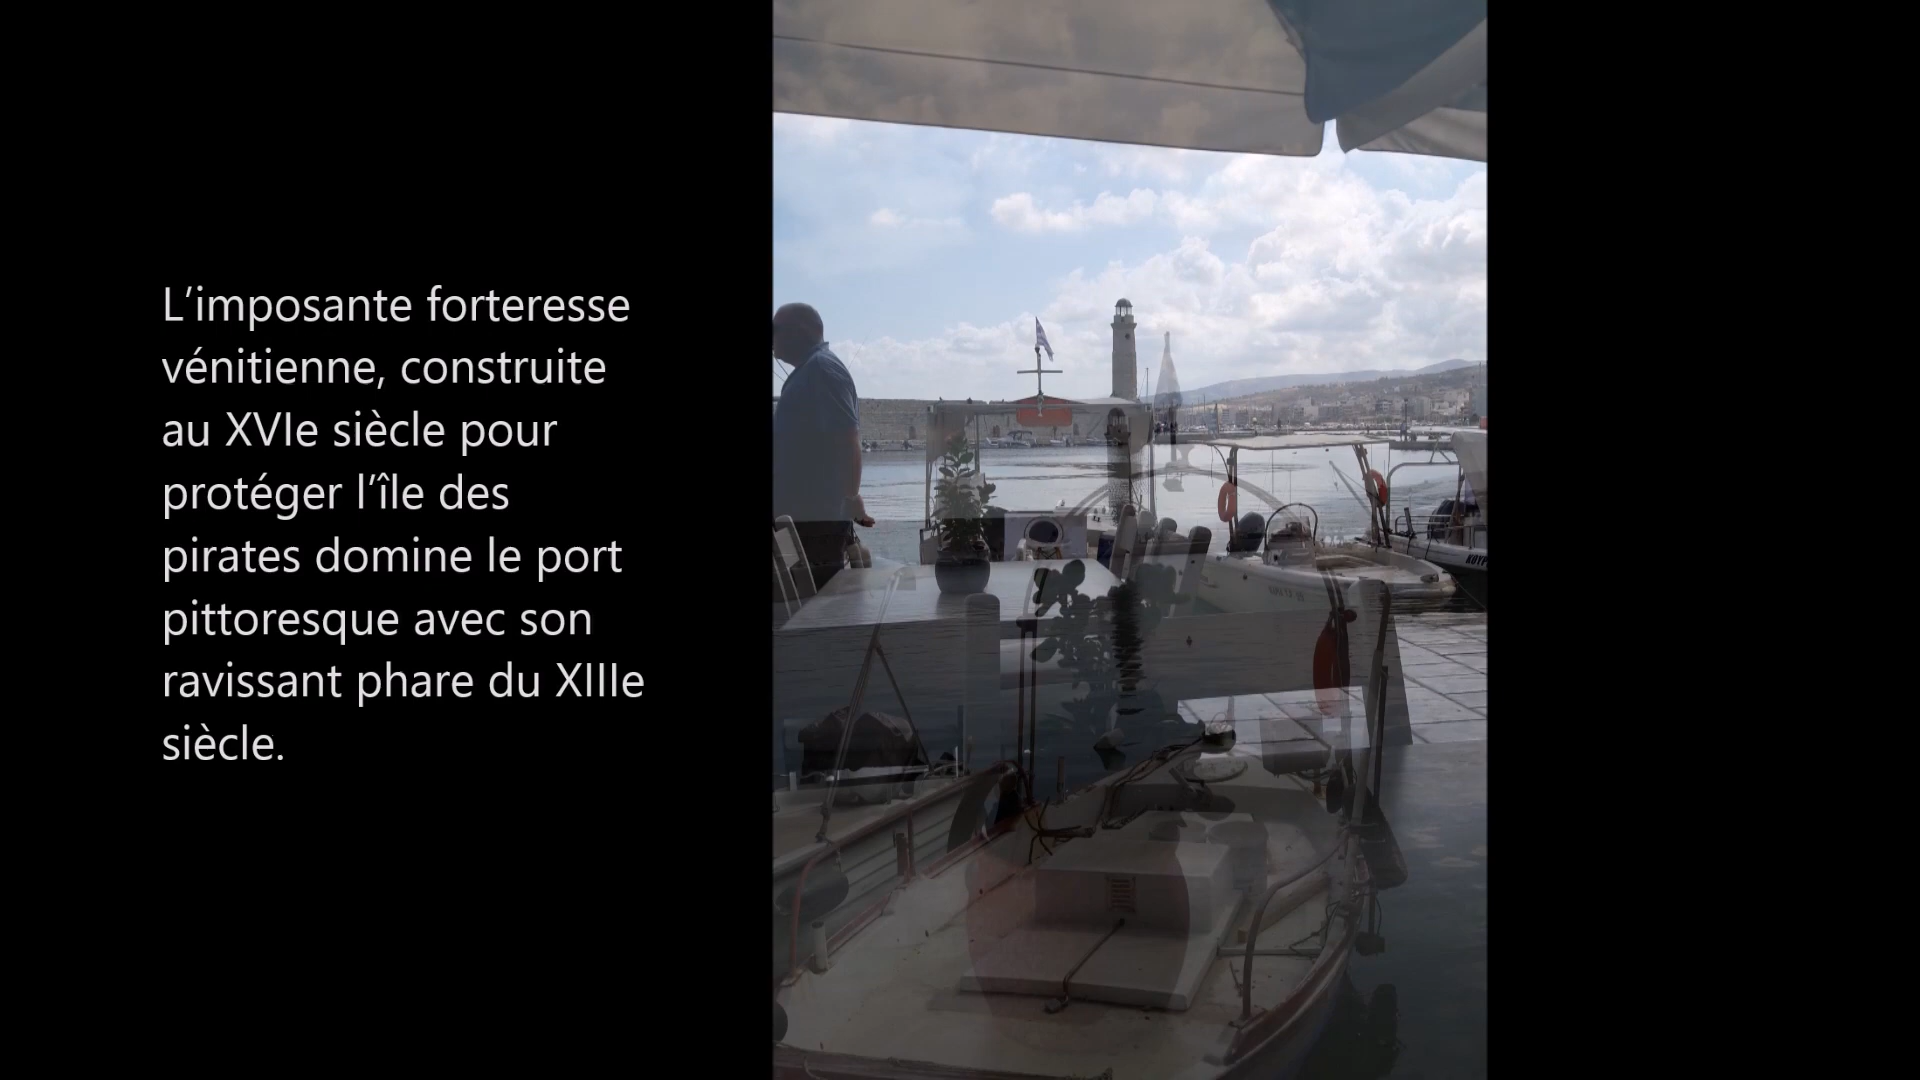 L’imposante forteresse
vénitienne, construite
au XVIe siècle pour
protéger l’île des
pirates domine le port
pittoresque avec son
ravissant phare du XIIIe
siècle.